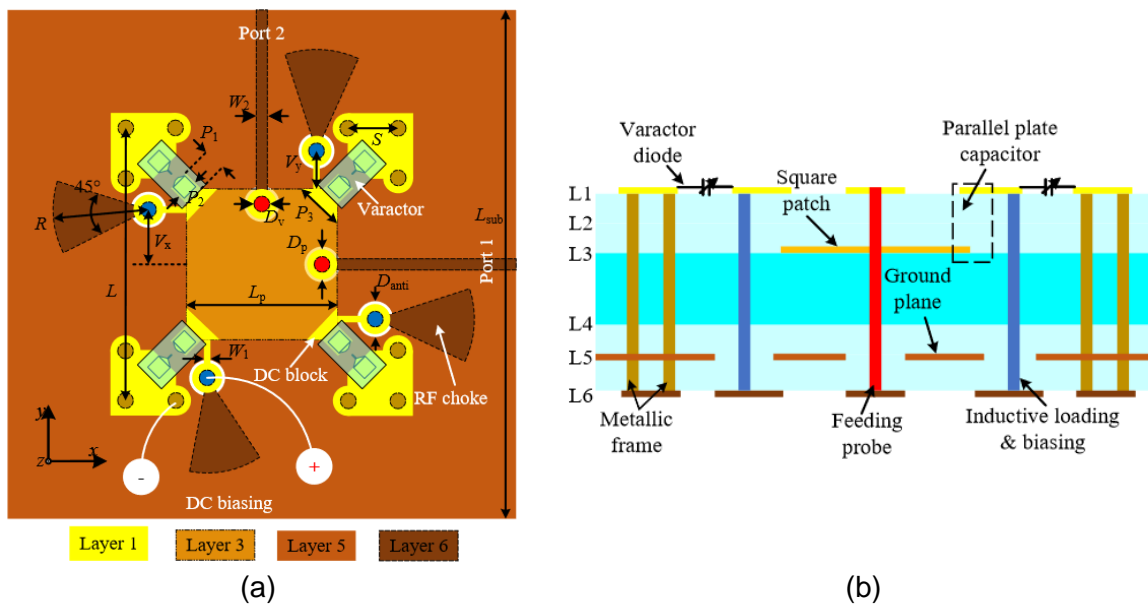 Port 2
W2
P1
S
Vy
45°
P2
Varactor
R
Dv
P3
Lsub
Vx
Dp
Port 1
L
Lp
Danti
W1
DC block
RF choke
y
x
z
-
+
DC biasing
Layer 1
Layer 3
Layer 5
Layer 6
(a)
Varactor
diode
Parallel plate
capacitor
Square
patch
L1
L2
L3
Ground
plane
L4
L5
L6
Metallic
frame
Feeding
probe
Inductive loading
& biasing
(b)